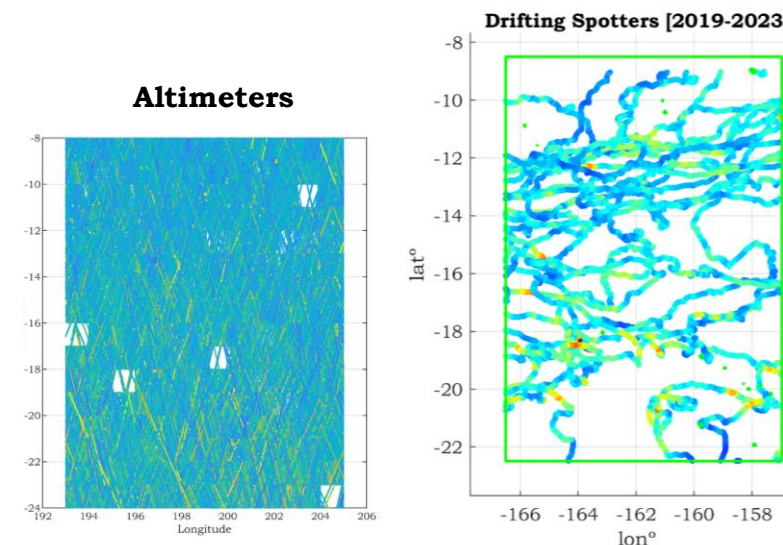 Altimeters
-8
-10
-12
-14
-16
-18
-20
-22
-24
192 194 196 198 200 202 204 206
Longitude
Drifting Spotters [2019-2023
-8
-10
-12
-14
-16
-18
-20
-22
lat°
-166 -164 -162 -160 -158
lon°